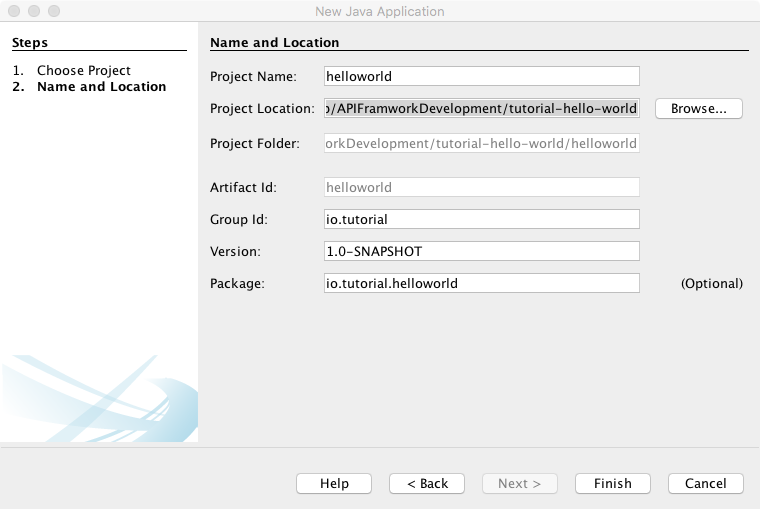 New Java Application
Steps
1. Choose Project
2. Name and Location
Name and Location
Project Name: helloworld
Project Location: o/APIFramworkDevelopment/tutorial-hello-world Browse...
Project Folder: orkDevelopment/tutorial-hello-world/helloworld
Artifact Id: helloworld
Group Id: io.tutorial
Version: 1.0-SNAPSHOT
Package: io.tutorial.helloworld (Optional)
Help < Back Next > Finish Cancel